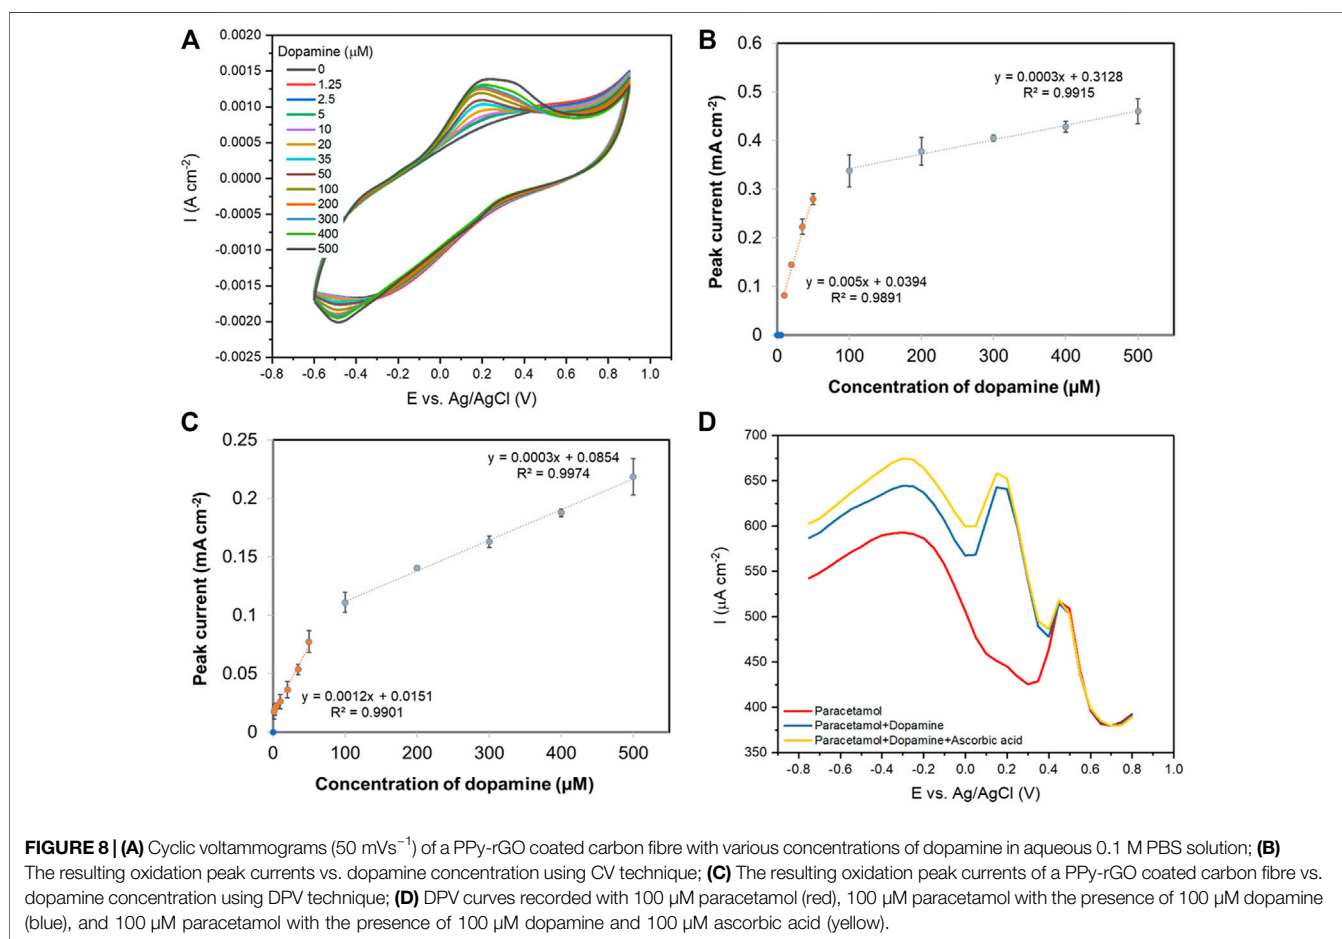 A
0.0020
0.0015
0.0010
0.0005
0.0000
-0.0005
-0.0010
-0.0015
-0.0020
-0.0025
I (A cm-2)
Dopamine (µM)
0
1.25
2.5
5
10
20
35
50
100
200
300
400
500
-0.8 -0.6 -0.4 -0.2 0.0 0.2 0.4 0.6 0.8 1.0
E vs. Ag/AgCl (V)
B
0.6
0.5
0.4
0.3
0.2
0.1
0
Peak current (mA cm-2)
y = 0.0003x + 0.3128
R² = 0.9915
y = 0.005x + 0.0394
R² = 0.9891
0 100 200 300 400 500
Concentration of dopamine (µM)
C
0.25
0.2
0.15
0.1
0.05
0
Peak current (mA cm-2)
y = 0.0003x + 0.0854
R² = 0.9974
y = 0.0012x + 0.0151
R² = 0.9901
0 100 200 300 400 500
Concentration of dopamine (µM)
D
700
650
600
550
500
450
400
350
I (µA cm-2)
Paracetamol
Paracetamol+Dopamine
Paracetamol+Dopamine+Ascorbic acid
-0.8 -0.6 -0.4 -0.2 0.0 0.2 0.4 0.6 0.8 1.0
E vs. Ag/AgCl (V)
FIGURE 8 | (A) Cyclic voltammograms (50 mVs−1) of a PPy-rGO coated carbon fibre with various concentrations of dopamine in aqueous 0.1 M PBS solution; (B)
The resulting oxidation peak currents vs. dopamine concentration using CV technique; (C) The resulting oxidation peak currents of a PPy-rGO coated carbon fibre vs.
dopamine concentration using DPV technique; (D) DPV curves recorded with 100 µM paracetamol (red), 100 µM paracetamol with the presence of 100 µM dopamine
(blue), and 100 µM paracetamol with the presence of 100 µM dopamine and 100 µM ascorbic acid (yellow).